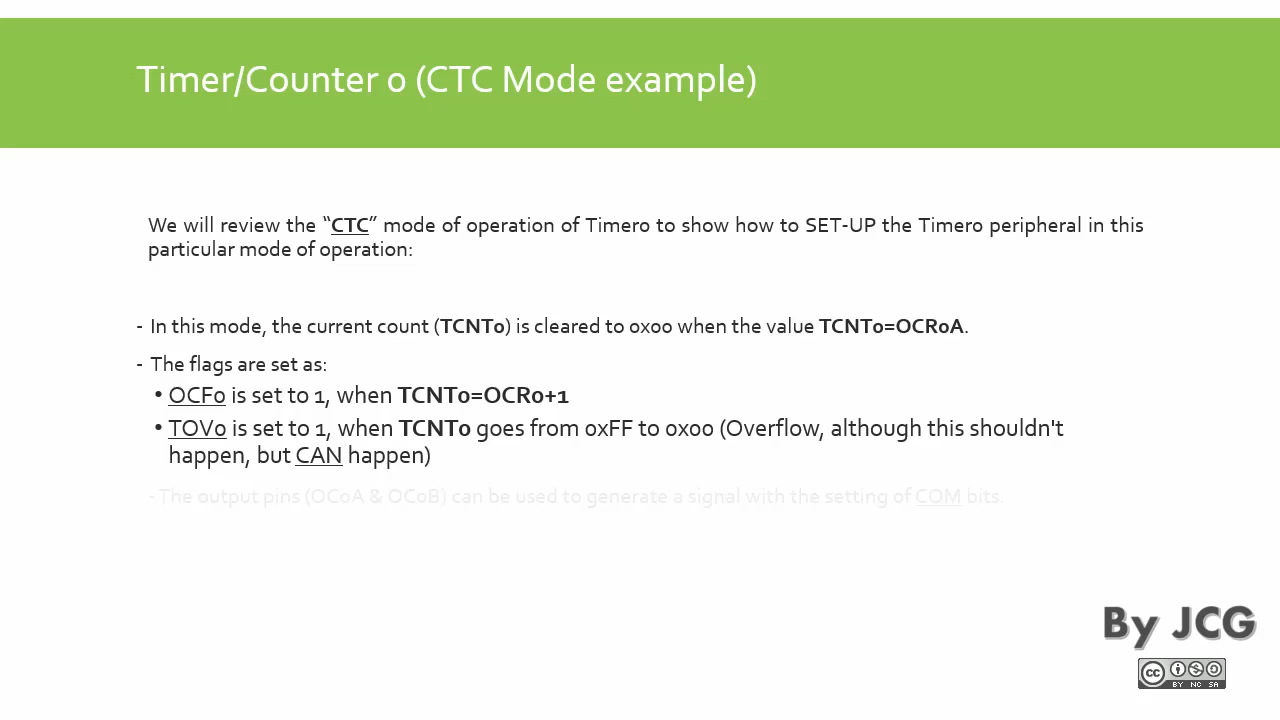 Timer/Counter 0 (CTC Mode example)
We will review the “CTC” mode of operation of Timer0 to show how to SET-UP the Timer0 peripheral in this
particular mode of operation:
- In this mode, the current count (TCNT0) is cleared to 0x00 when the value TCNT0=OCR0A.
- The flags are set as:
• OCF0 is set to 1, when TCNT0=OCR0+1
• TOV0 is set to 1, when TCNT0 goes from 0xFF to 0x00 (Overflow, although this shouldn't
happen, but CAN happen)
- The output pins (OC0A & OC0B) can be used to generate a signal with the setting of COM bits.
By JCG
cc
BY NC SA